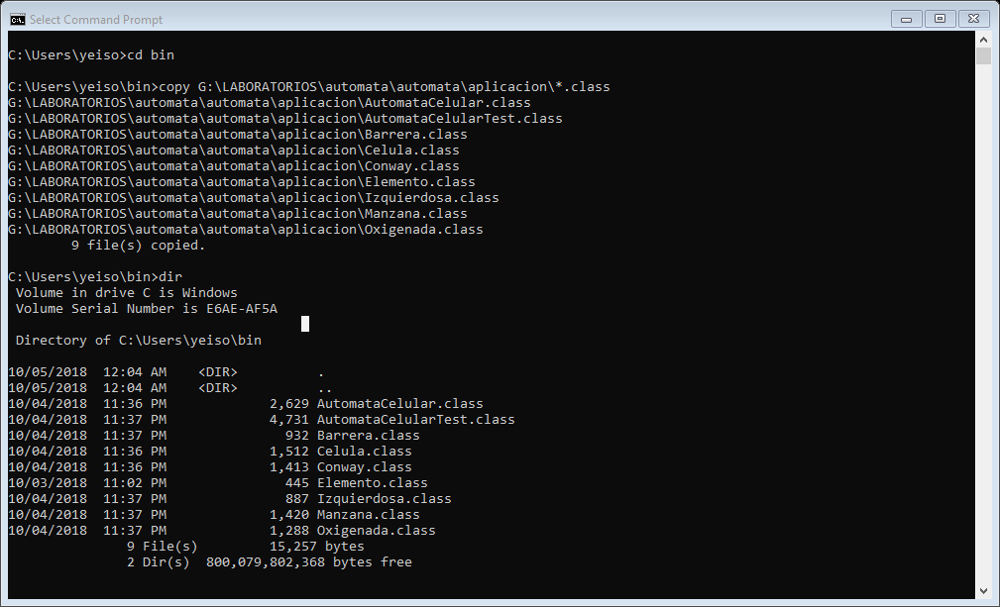 Select Command Prompt
C:\Users\yeiso>cd bin
C:\Users\yeiso\bin>copy G:\LABORATORIOS\automata\automata\aplicacion\*.class
G:\LABORATORIOS\automata\automata\aplicacion\AutomataCelular.class
G:\LABORATORIOS\automata\automata\aplicacion\AutomataCelularTest.class
G:\LABORATORIOS\automata\automata\aplicacion\Barrera.class
G:\LABORATORIOS\automata\automata\aplicacion\Celula.class
G:\LABORATORIOS\automata\automata\aplicacion\Conway.class
G:\LABORATORIOS\automata\automata\aplicacion\Elemento.class
G:\LABORATORIOS\automata\automata\aplicacion\Izquierdosa.class
G:\LABORATORIOS\automata\automata\aplicacion\Manzana.class
G:\LABORATORIOS\automata\automata\aplicacion\Oxigenada.class
        9 file(s) copied.
C:\Users\yeiso\bin>dir
 Volume in drive C is Windows
 Volume Serial Number is E6AE-AF5A
 Directory of C:\Users\yeiso\bin
10/05/2018  12:04 AM    <DIR>          .
10/05/2018  12:04 AM    <DIR>          ..
10/04/2018  11:36 PM             2,629 AutomataCelular.class
10/04/2018  11:37 PM             4,731 AutomataCelularTest.class
10/04/2018  11:37 PM               932 Barrera.class
10/04/2018  11:36 PM             1,512 Celula.class
10/04/2018  11:36 PM             1,413 Conway.class
10/03/2018  11:02 PM               445 Elemento.class
10/04/2018  11:37 PM               887 Izquierdosa.class
10/04/2018  11:37 PM             1,420 Manzana.class
10/04/2018  11:37 PM             1,288 Oxigenada.class
               9 File(s)         15,257 bytes
               2 Dir(s)  800,079,802,368 bytes free